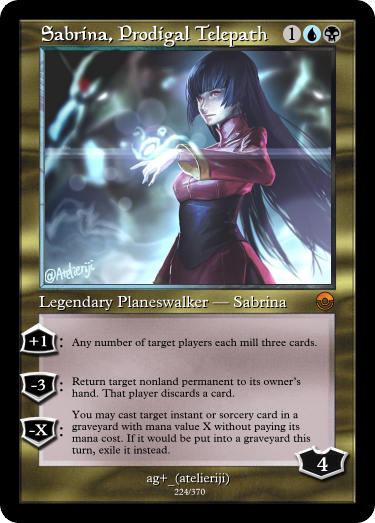 Sabrina, Prodigal Telepath 1
@Atelieriji
Legendary Planeswalker — Sabrina
+1: Any number of target players each mill three cards.
-3: Return target nonland permanent to its owner's
hand. That player discards a card.
You may cast target instant or sorcery card in a
graveyard with mana value X without paying its
-X: mana cost. If it would be put into a graveyard this
turn, exile it instead.
4
ag+_(atelieriji)
224/370